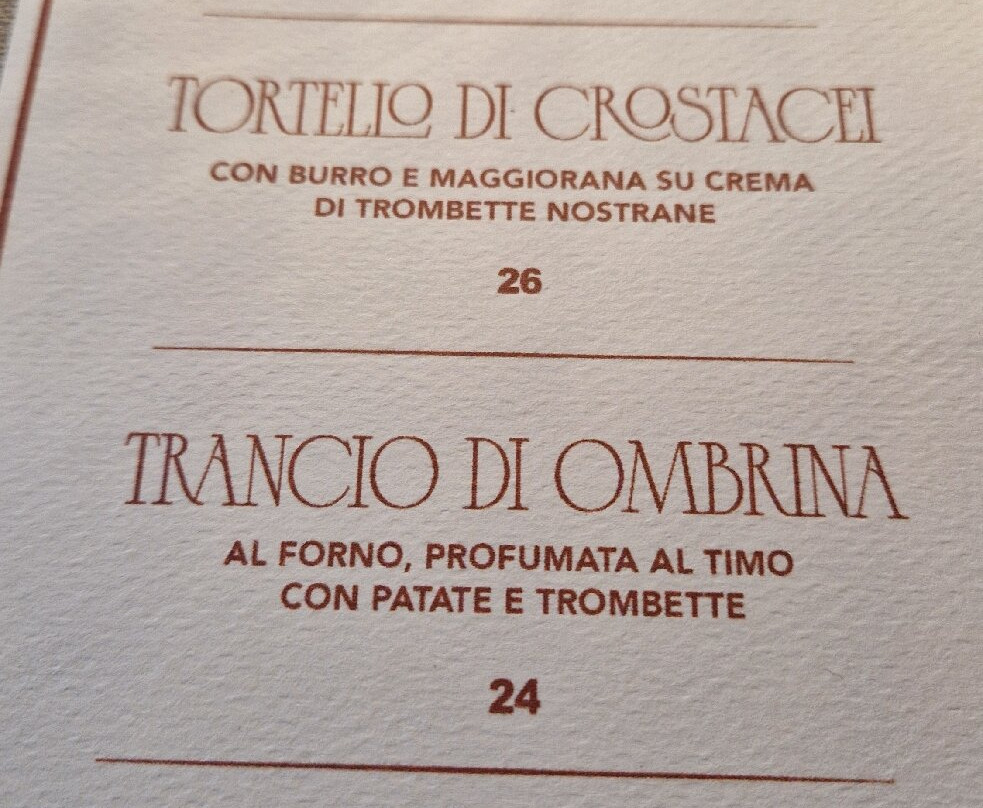 TORTELLO DI CROSTACEI
CON BURRO E MAGGIORANA SU CREMA
DI TROMBETTE NOSTRANE
26
TRANCIO DI OMBRINA
AL FORNO, PROFUMATA AL TIMO
CON PATATE E TROMBETTE
24